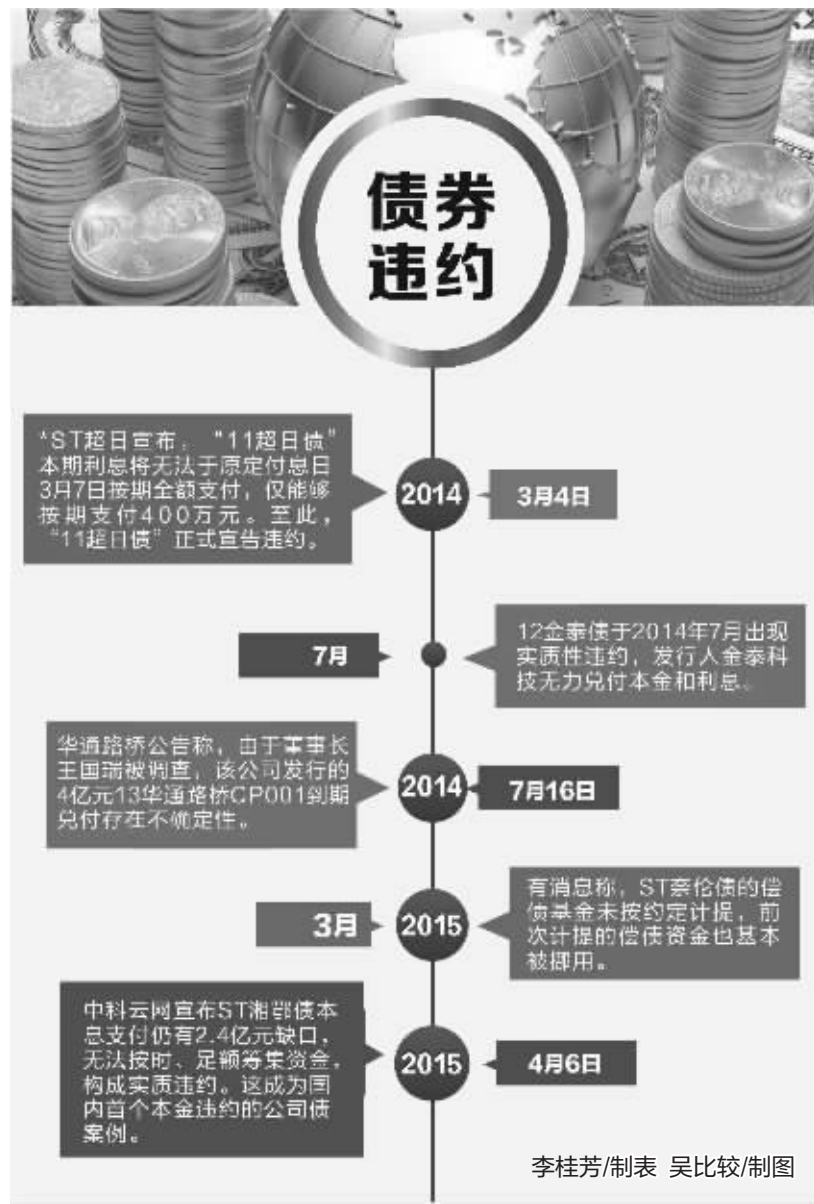 债券
违约
*ST超日宣布，“11超日债”
本期利息将无法于原定付息日
3月7日按期全额支付，仅能够
按期支付400万元。至此，
“11超日债”正式宣告违约。
2014
3月4日
7月
12金泰债于2014年7月出现
实质性违约，发行人金泰科
技无力兑付本金和利息。
华通路桥公告称，由于董事长
王国瑞被调查，该公司发行的
4亿元13华通路桥CP001到期
兑付存在不确定性。
2014
7月16日
3月
2015
有消息称，ST奈伦债的偿
债基金未按约定计提，前
次计提的偿债资金也基本
被挪用。
中科云网宣布ST湘鄂债本
息支付仍有2.4亿元缺口，
无法按时、足额筹集资金，
构成实质违约。这成为国
内首个本金违约的公司债
案例。
2015
4月6日
李桂芳/制表 吴比较/制图